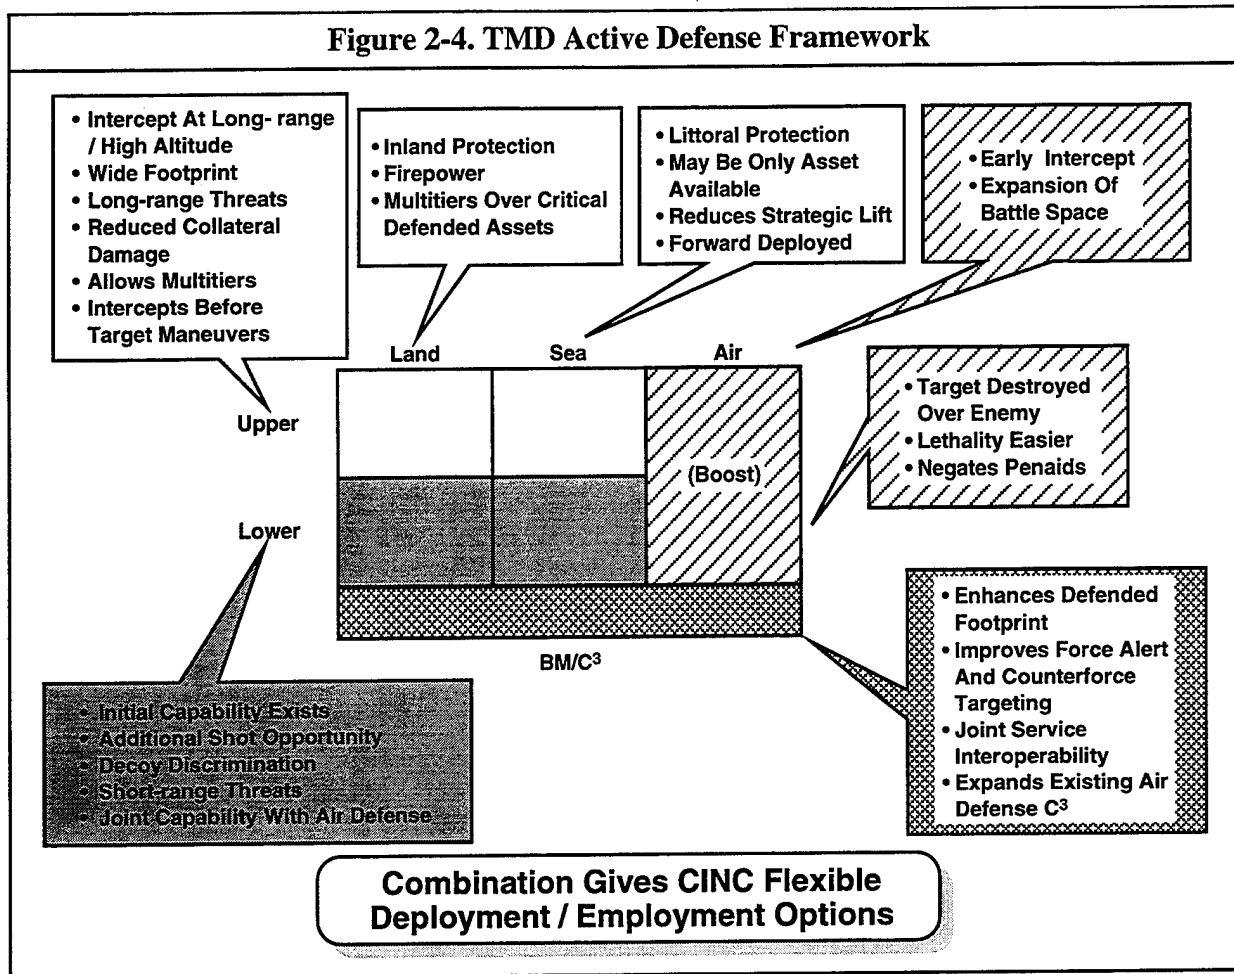 Figure 2-4. TMD Active Defense Framework
• Intercept At Long- range
/ High Altitude
• Wide Footprint
• Long-range Threats
• Reduced Collateral
Damage
• Allows Multitiers
• Intercepts Before
Target Maneuvers
• Inland Protection
• Firepower
• Multitiers Over Critical
Defended Assets
• Littoral Protection
• May Be Only Asset
Available
• Reduces Strategic Lift
• Forward Deployed
• Early Intercept
• Expansion Of
Battle Space
Land
Sea
Air
Upper
(Boost)
• Target Destroyed
Over Enemy
• Lethality Easier
• Negates Penaids
Lower
BM/C³
• Initial Capability Exists
• Additional Shot Opportunity
• Decoy Discrimination
• Short-range Threats
• Joint Capability With Air Defense
• Enhances Defended
Footprint
• Improves Force Alert
And Counterforce
Targeting
• Joint Service
Interoperability
• Expands Existing Air
Defense C³
Combination Gives CINC Flexible
Deployment / Employment Options